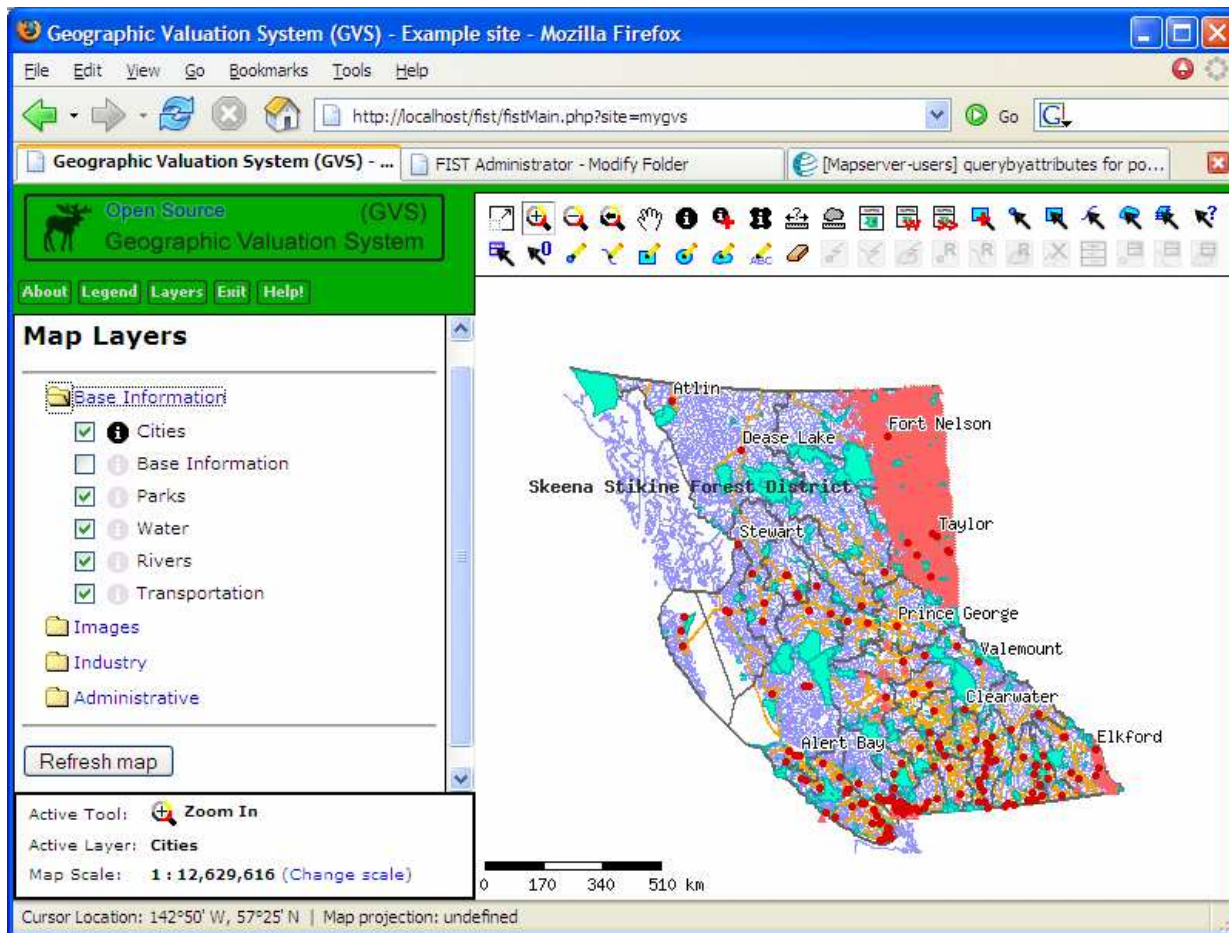 Geographic Valuation System (GVS) - Example site - Mozilla Firefox
File Edit View Go Bookmarks Tools Help
http://localhost/fist/fistMain.php?site=mygvs Go G
Geographic Valuation System (GVS) - ... FIST Administrator - Modify Folder [Mapserver-users] querybyattributes for po...
Open Source (GVS)
Geographic Valuation System
About Legend Layers Exit Help!
Map Layers
Base Information
Cities
Base Information
Parks
Water
Rivers
Transportation
Images
Industry
Administrative
Refresh map
Active Tool: Zoom In
Active Layer: Cities
Map Scale: 1 : 12,629,616 (Change scale)
Atlin
Fort Nelson
Dease Lake
Skeena Stikine Forest District
Taylor
Stewart
Prince George
Valemount
Clearwater
Elkford
Alert Bay
0 170 340 510 km
Cursor Location: 142°50' W, 57°25' N | Map projection: undefined